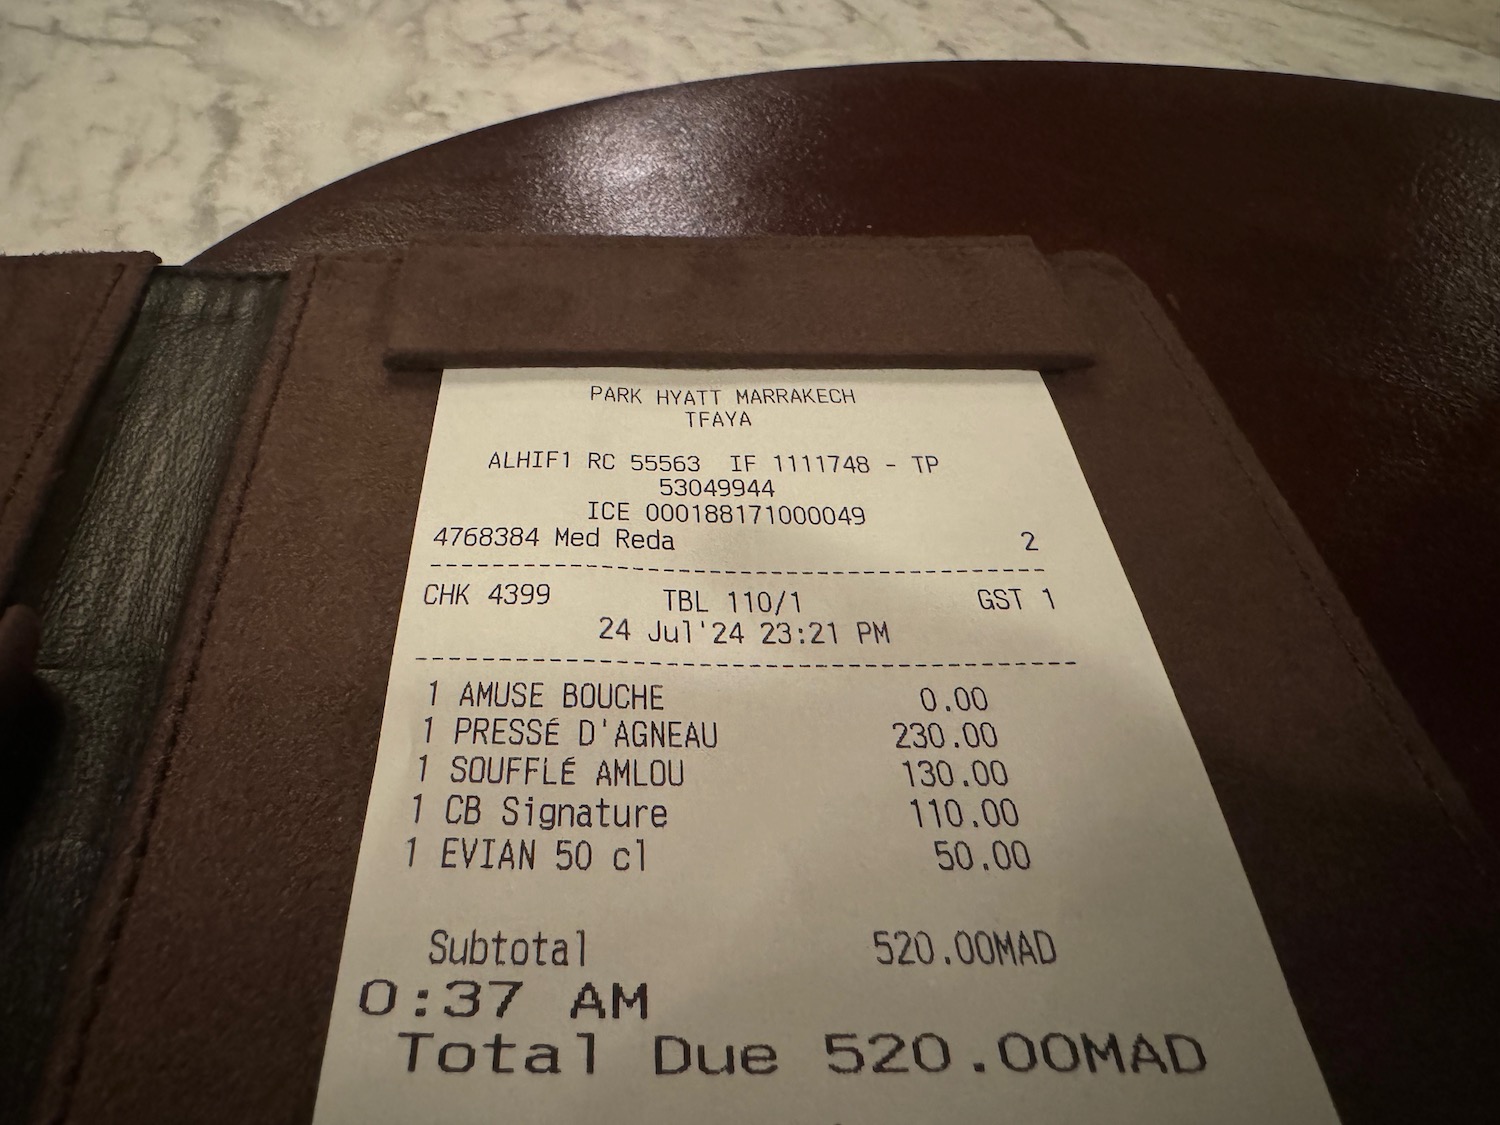 PARK HYATT MARRAKECH
TFAYA
ALHIF1 RC 55563 IF 1111748 - TP
53049944
ICE 000188171000049
4768384 Med Reda 2
CHK 4399 TBL 110/1 GST 1
24 Jul'24 23:21 PM
1 AMUSE BOUCHE 0.00
1 PRESSÉ D'AGNEAU 230.00
1 SOUFFLÉ AMLOU 130.00
1 CB Signature 110.00
1 EVIAN 50 cl 50.00
Subtotal 520.00MAD
0:37 AM
Total Due 520.00MAD